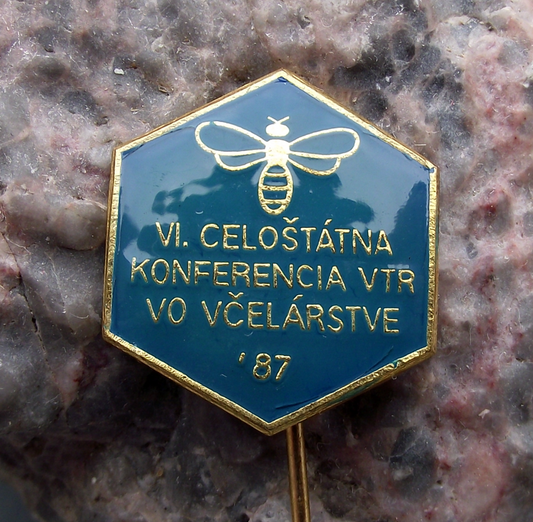 VI. CELOŠTÁTNA
KONFERENCIA VTR
VO VČELÁRSTVE
'87